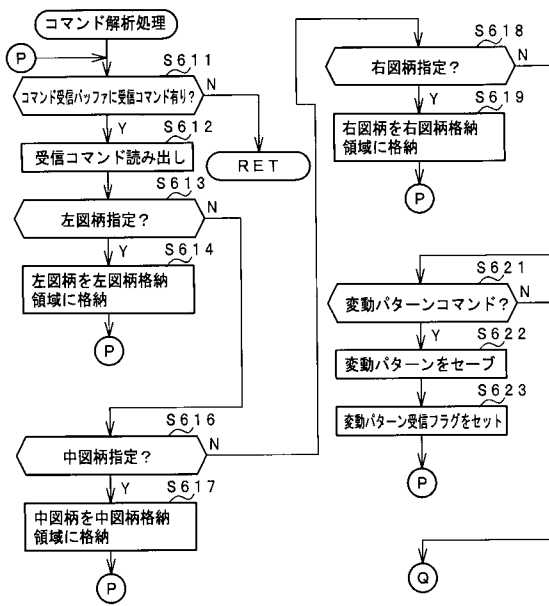 コマンド解析処理
P
S611
コマンド受信バッファに受信コマンド有り?
N
Y
S612
受信コマンド読み出し
RET
S613
左図柄指定?
N
Y
S614
左図柄を左図柄格納
領域に格納
P
S616
中図柄指定?
N
Y
S617
中図柄を中図柄格納
領域に格納
P
S618
右図柄指定?
N
Y
S619
右図柄を右図柄格納
領域に格納
P
S621
変動パターンコマンド?
N
Y
S622
変動パターンをセーブ
S623
変動パターン受信フラグをセット
P
Q